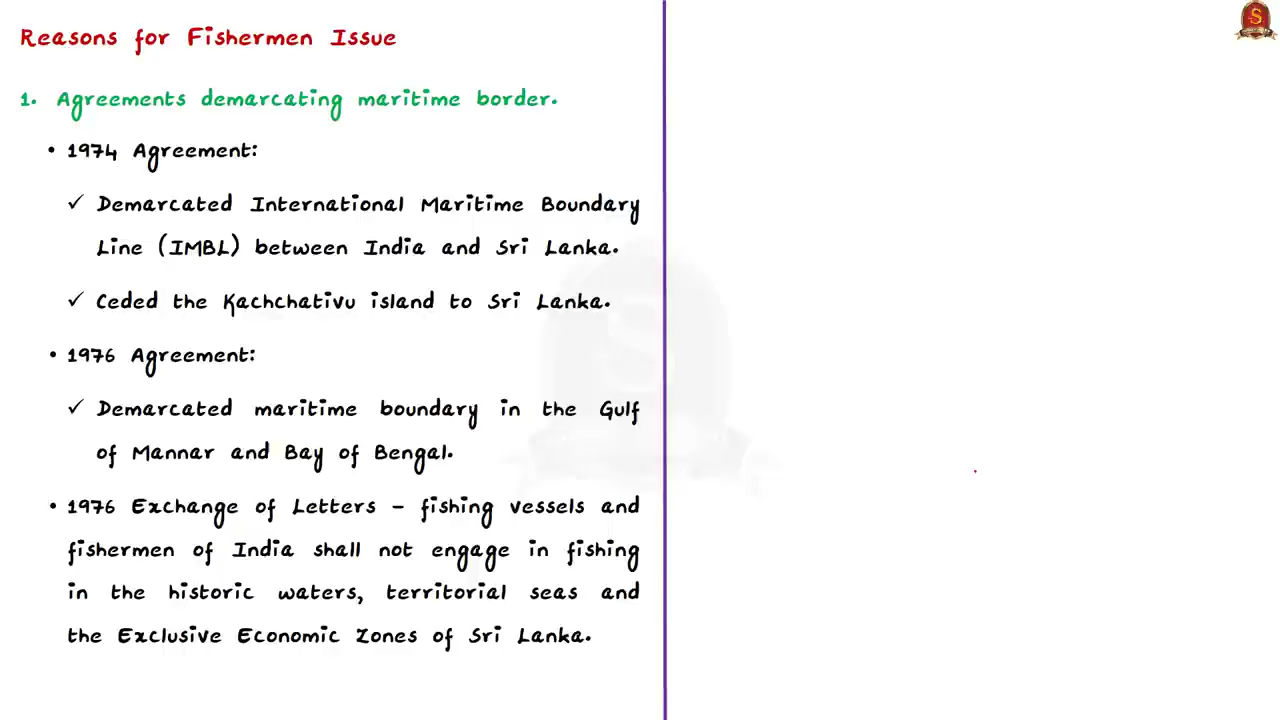 Reasons for Fishermen Issue
1. Agreements demarcating maritime border.
• 1974 Agreement:
✓ Demarcated International Maritime Boundary
Line (IMBL) between India and Sri Lanka.
✓ Ceded the Kachchativu island to Sri Lanka.
• 1976 Agreement:
✓ Demarcated maritime boundary in the Gulf
of Mannar and Bay of Bengal.
• 1976 Exchange of Letters – fishing vessels and
fishermen of India shall not engage in fishing
in the historic waters, territorial seas and
the Exclusive Economic Zones of Sri Lanka.
S
S